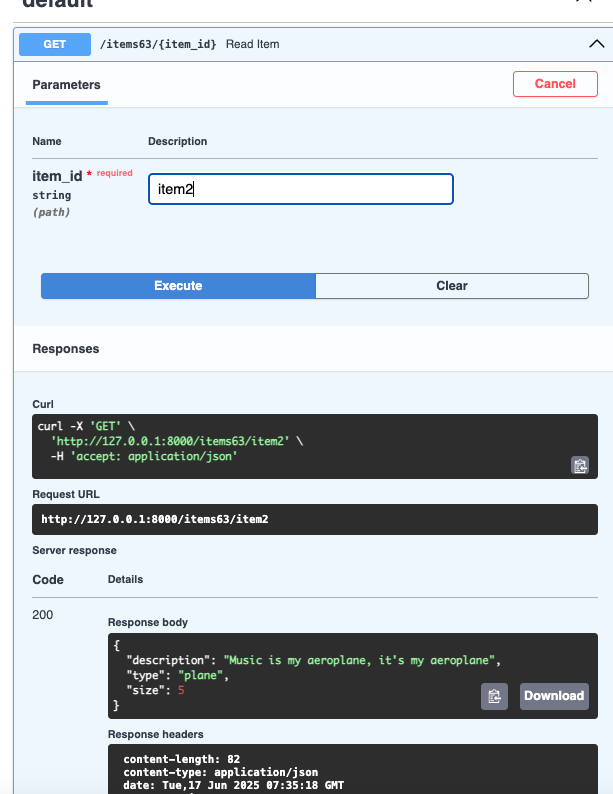 default
GET /items63/{item_id} Read Item
Parameters Cancel
Name Description
item_id * required
string
(path)
item2
Execute Clear
Responses
Curl
curl -X 'GET' \
'http://127.0.0.1:8000/items63/item2' \
-H 'accept: application/json'
Request URL
http://127.0.0.1:8000/items63/item2
Server response
Code Details
200
Response body
{
"description": "Music is my aeroplane, it's my aeroplane",
"type": "plane",
"size": 5
}
Download
Response headers
content-length: 82
content-type: application/json
date: Tue,17 Jun 2025 07:35:18 GMT